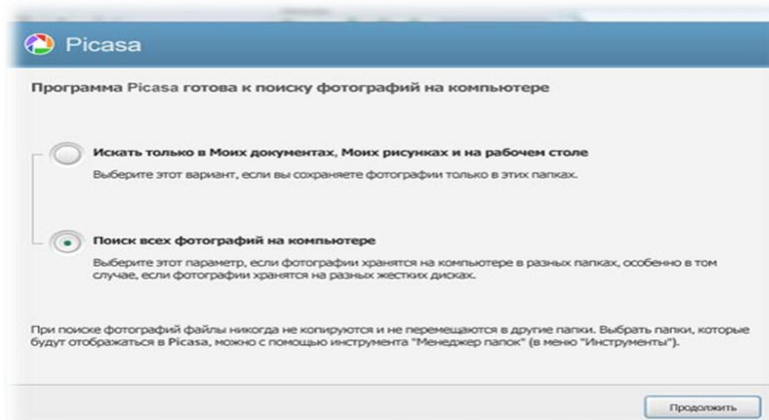 Picasa
Программа Picasa готова к поиску фотографий на компьютере
Искать только в Моих документах, Моих рисунках и на рабочем столе
Выберите этот вариант, если вы сохраняете фотографии только в этих папках.
Поиск всех фотографий на компьютере
Выберите этот параметр, если фотографии хранятся на компьютере в разных папках, особенно в том
случае, если фотографии хранятся на разных жестких дисках.
При поиске фотографий файлы никогда не копируются и не перемещаются в другие папки. Выбрать папки, которые
будут отображаться в Picasa, можно с помощью инструмента "Менеджер папок" (в меню "Инструменты").
Продолжить